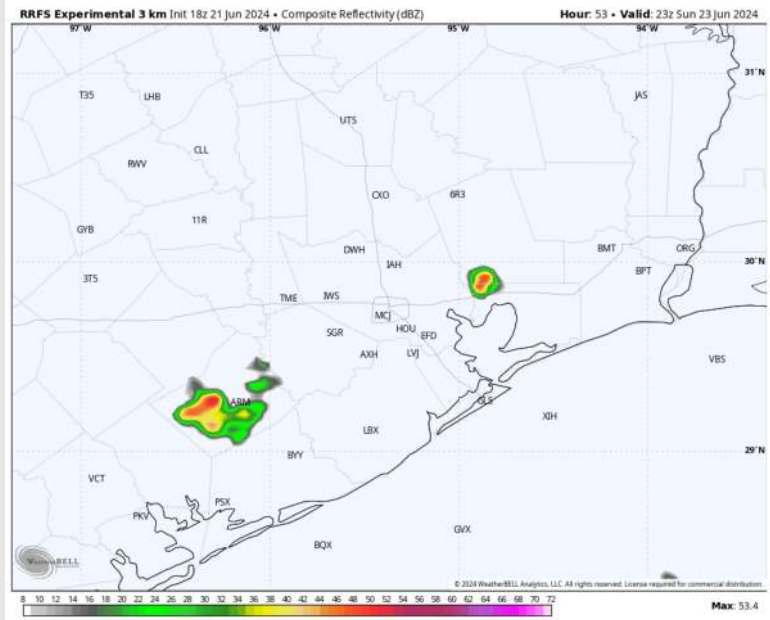 RRFS Experimental 3 km Init 18z 21 Jun 2024 • Composite Reflectivity (dBZ) Hour: 53 • Valid: 23z Sun 23 Jun 2024
97°W 96°W 95°W 94°W
31°N
T35 LHB JAS
UTS
CLL
RWV
CXO 6R3
11R
GYB
DWH BMT ORG
IAH 30°N
3T5 BPT
TME IWS
MCJ
SGR HOU EFD
AXH LVJ VBS
ARM GLS
XIH
LBX
BYY 29°N
VCT
PSX
PKV
GVX
BQX
WEATHERBELL
© 2024 WeatherBELL Analytics, LLC. All rights reserved. License required for commercial distribution.
8 10 12 14 16 18 20 22 24 26 28 30 32 34 36 38 40 42 44 46 48 50 52 54 56 58 60 62 64 66 68 70 72 Max: 53.4